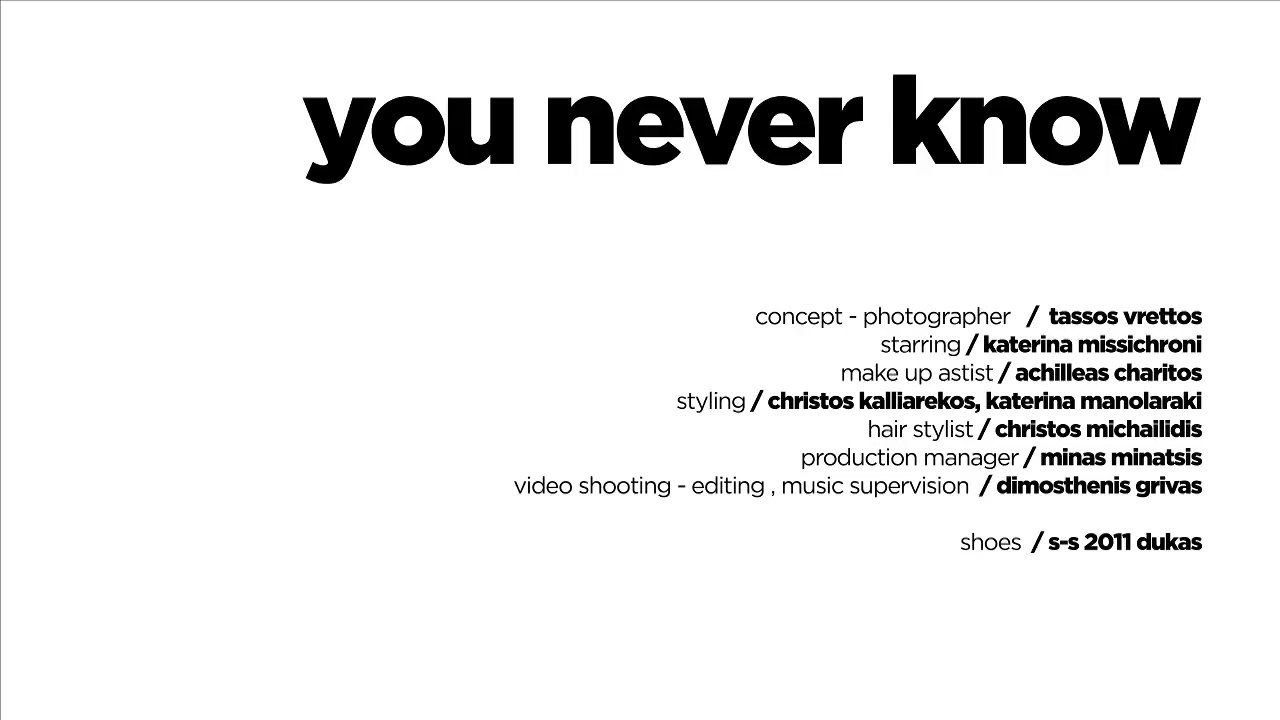 you never know
concept - photographer / tassos vrettos
starring / katerina missichroni
make up astist / achilleas charitos
styling / christos kalliarekos, katerina manolaraki
hair stylist / christos michailidis
production manager / minas minatsis
video shooting - editing , music supervision / dimosthenis grivas
shoes / s-s 2011 dukas